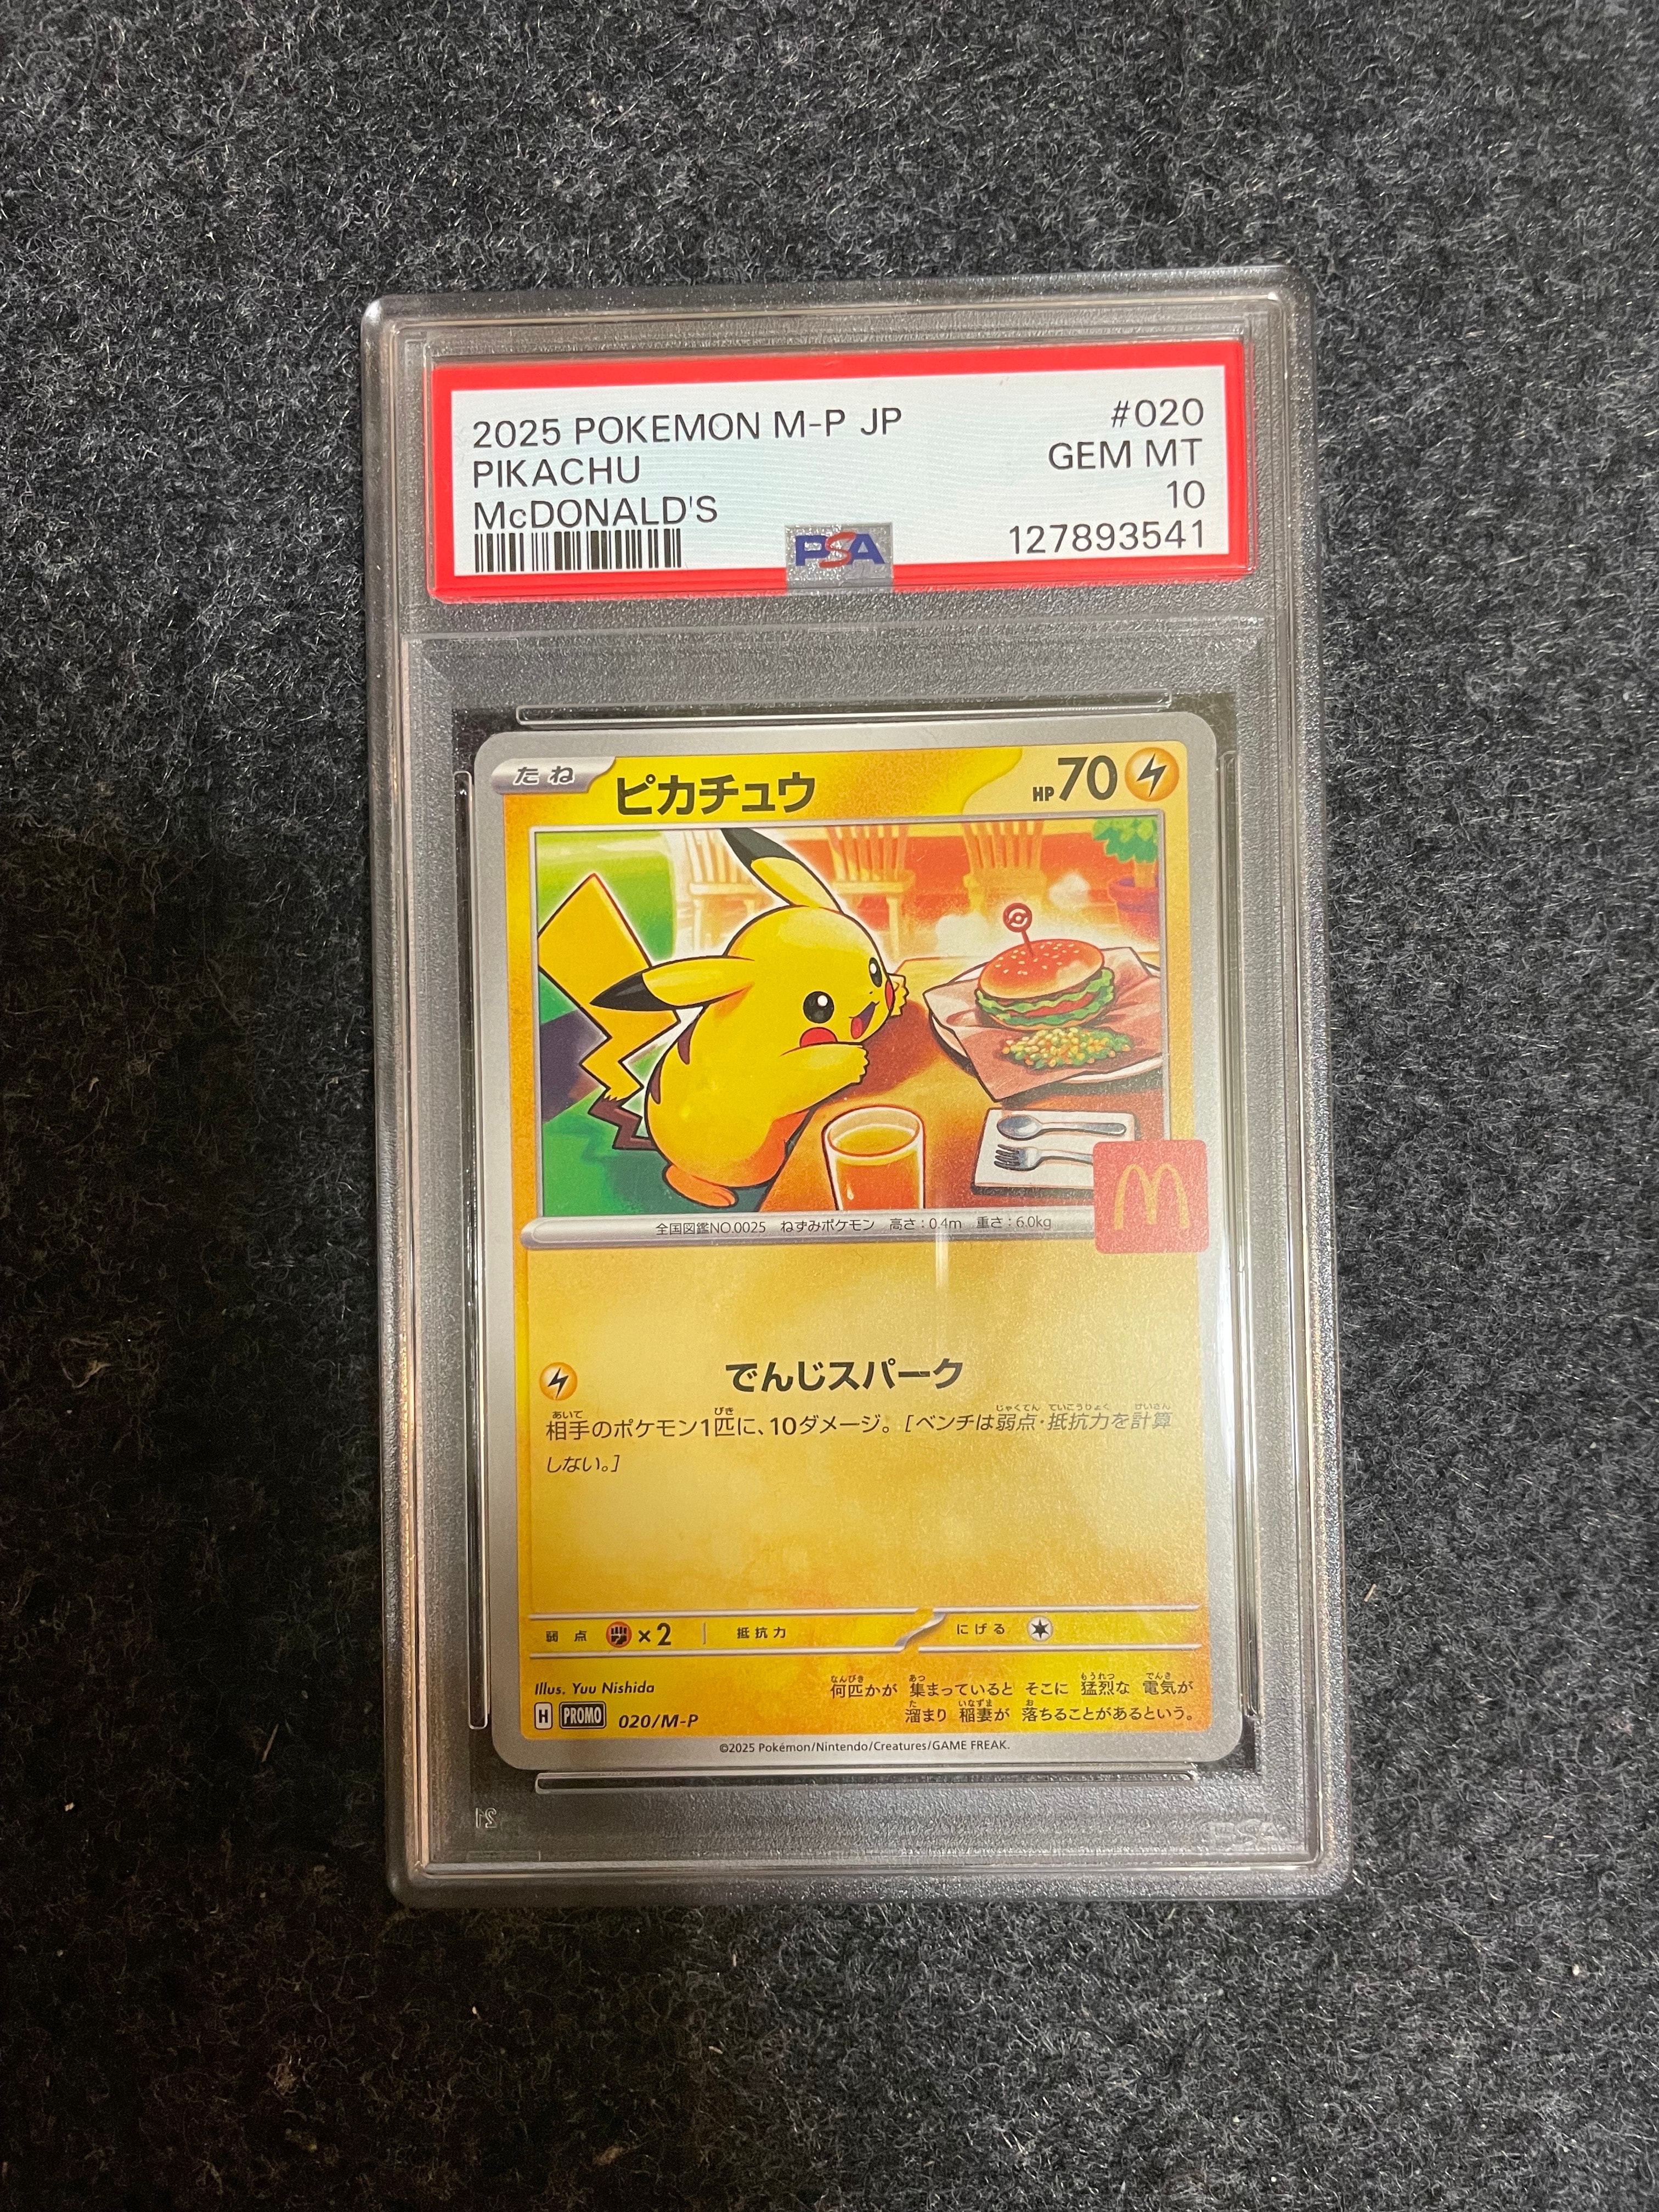 2025 POKEMON M-P JP #020
PIKACHU GEM MT
McDONALD'S 10
PSA 127893541
たね ピカチュウ HP70
M
全国図鑑NO.0025 ねずみポケモン 高さ：0.4m 重さ：6.0kg
でんじスパーク
相手のポケモン1匹に、10ダメージ。［ベンチは弱点・抵抗力を計算
しない。］
弱点 ×2 抵抗力 にげる
Illus. Yuu Nishida
何匹かが 集まっていると そこに 猛烈な 電気が
溜まり 稲妻が 落ちることがあるという。
H PROMO 020/M-P
©2025 Pokémon/Nintendo/Creatures/GAME FREAK.